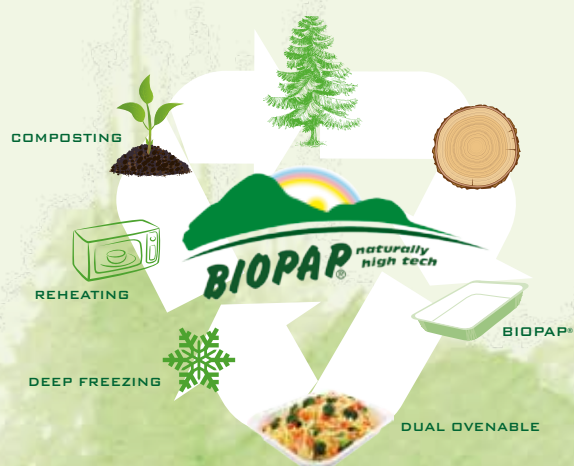 COMPOSTING
BIOPAP®
naturally
high tech
REHEATING
BIOPAP®
DEEP FREEZING
DUAL OVENABLE